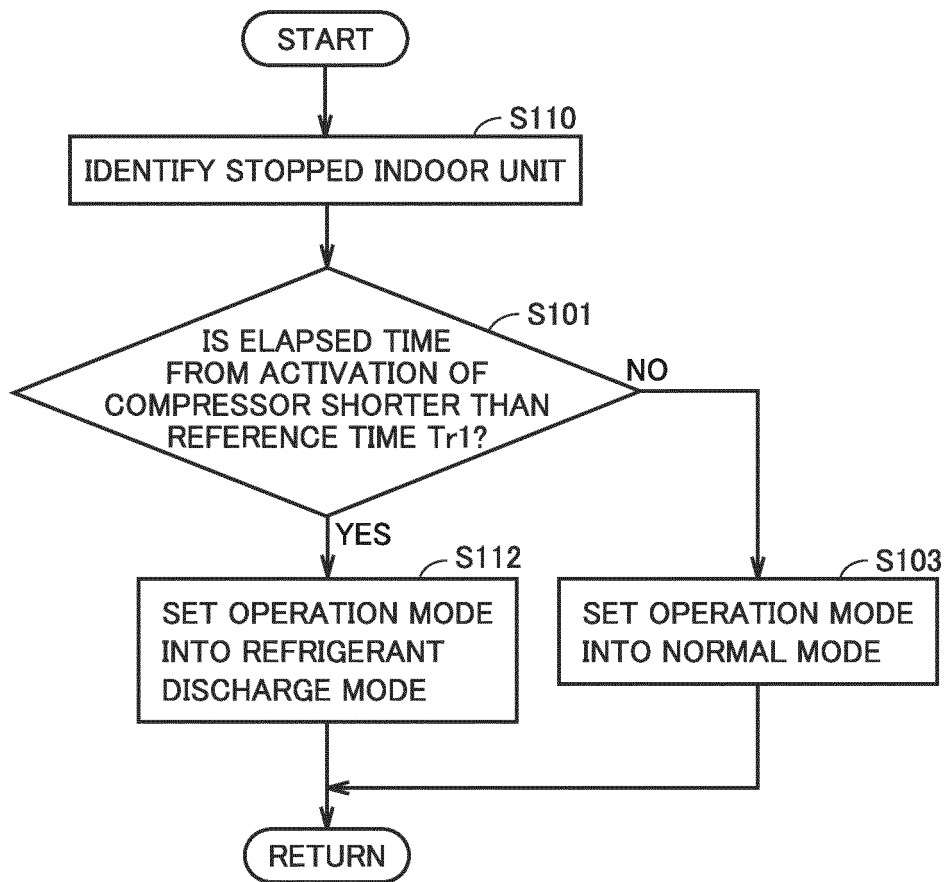 START
S110
IDENTIFY STOPPED INDOOR UNIT
S101
IS ELAPSED TIME
FROM ACTIVATION OF
COMPRESSOR SHORTER THAN
REFERENCE TIME Tr1?
NO
YES
S112
SET OPERATION MODE
INTO REFRIGERANT
DISCHARGE MODE
S103
SET OPERATION MODE
INTO NORMAL MODE
RETURN